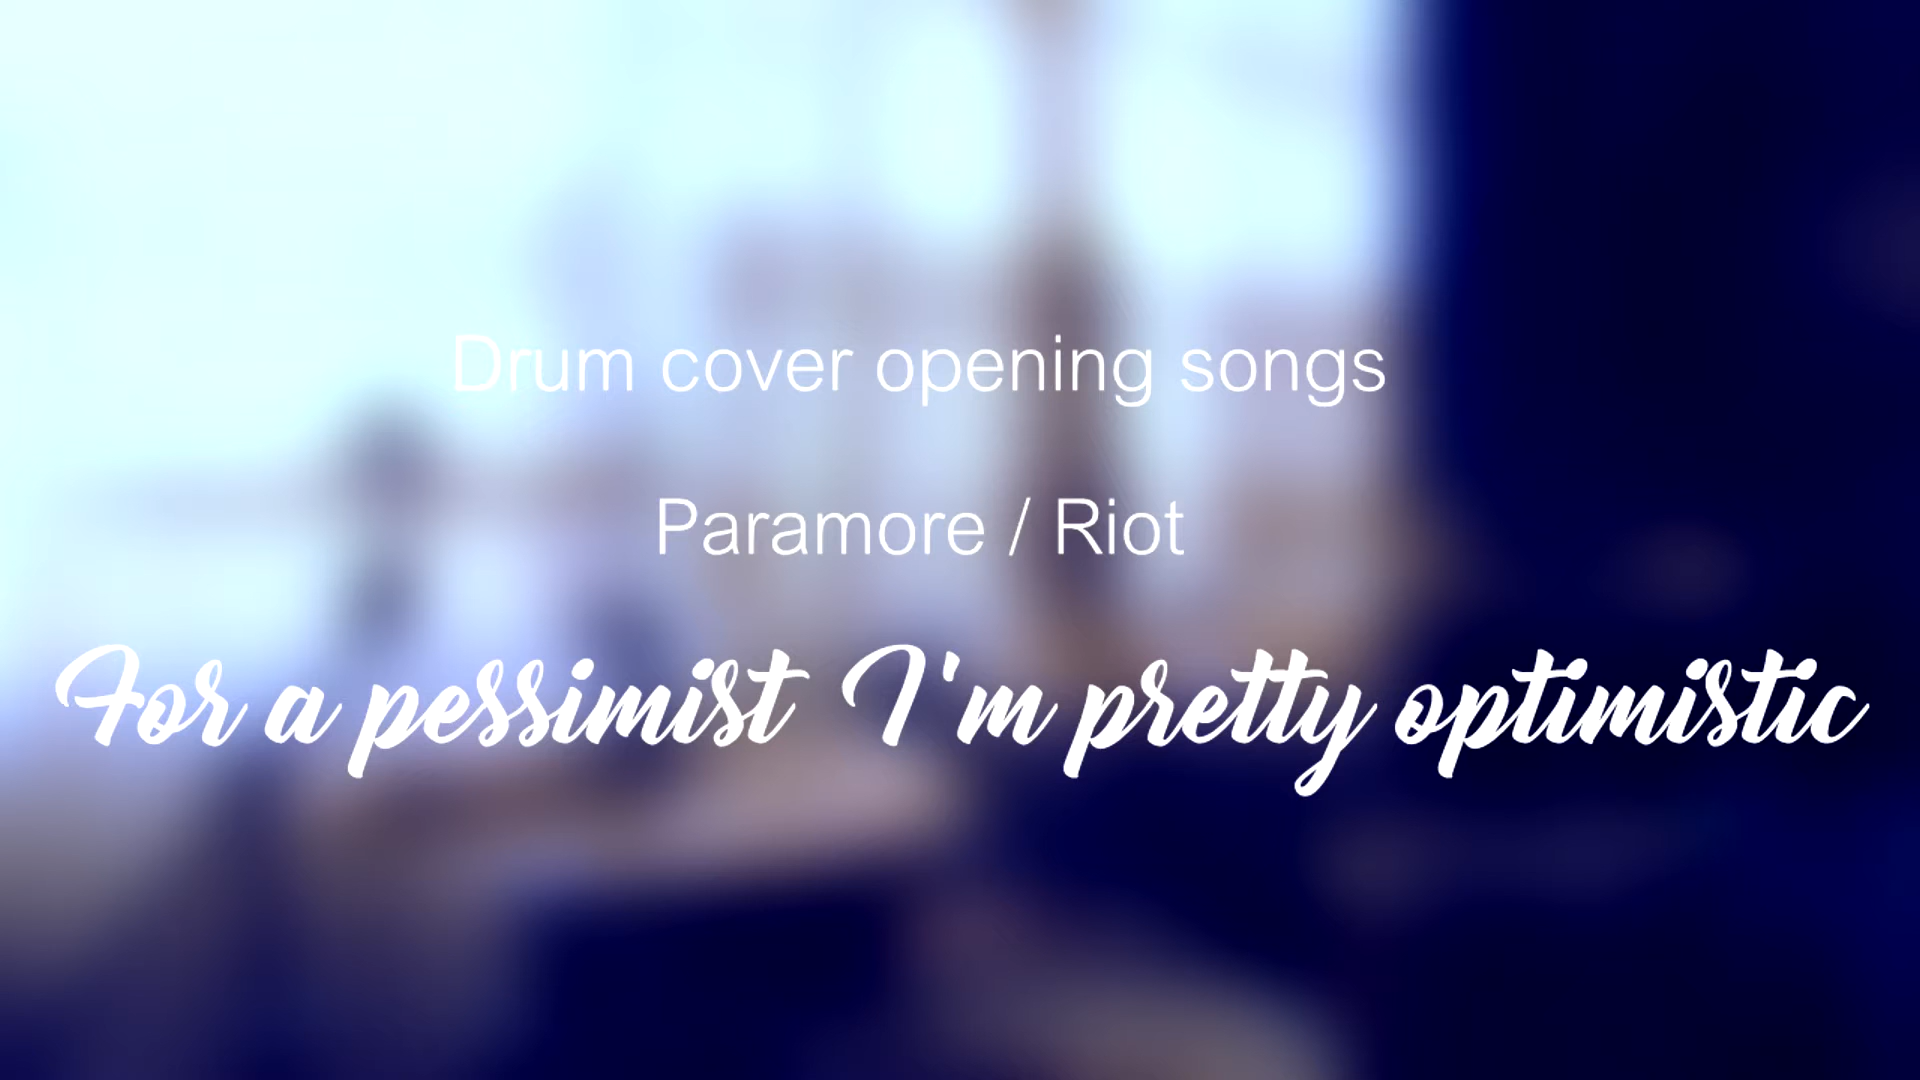 Drum cover opening songs
Paramore / Riot
For a pessimist I'm pretty optimistic